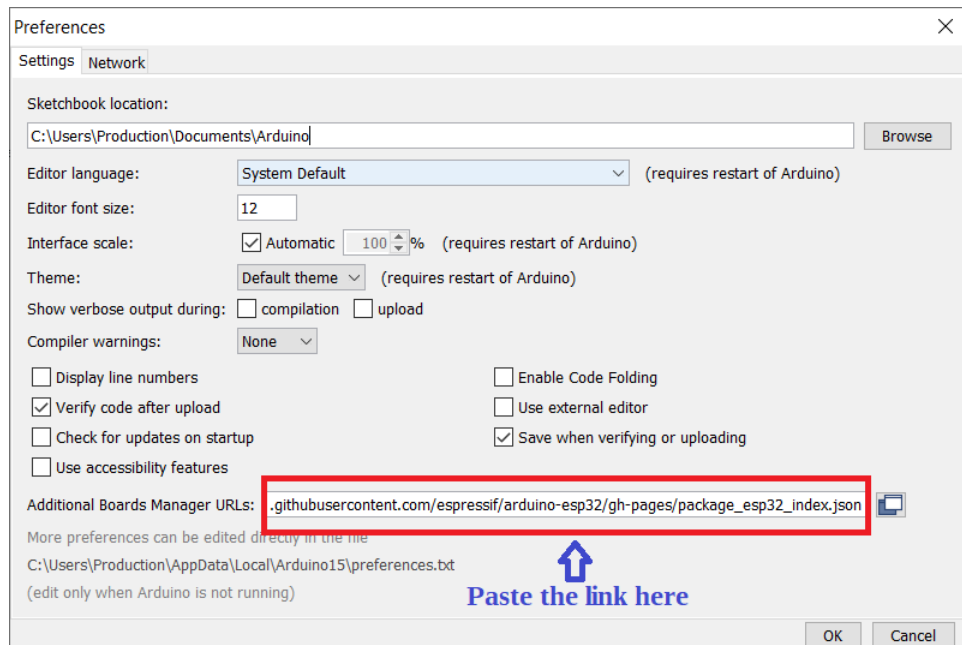 Preferences
Settings Network
Sketchbook location:
C:\Users\Production\Documents\Arduino Browse
Editor language: System Default (requires restart of Arduino)
Editor font size: 12
Interface scale: Automatic 100 % (requires restart of Arduino)
Theme: Default theme (requires restart of Arduino)
Show verbose output during: compilation upload
Compiler warnings: None
Display line numbers Enable Code Folding
Verify code after upload Use external editor
Check for updates on startup Save when verifying or uploading
Use accessibility features
Additional Boards Manager URLs: .githubusercontent.com/espressif/arduino-esp32/gh-pages/package_esp32_index.json
More preferences can be edited directly in the file
C:\Users\Production\AppData\Local\Arduino15\preferences.txt
(edit only when Arduino is not running)
Paste the link here
OK Cancel